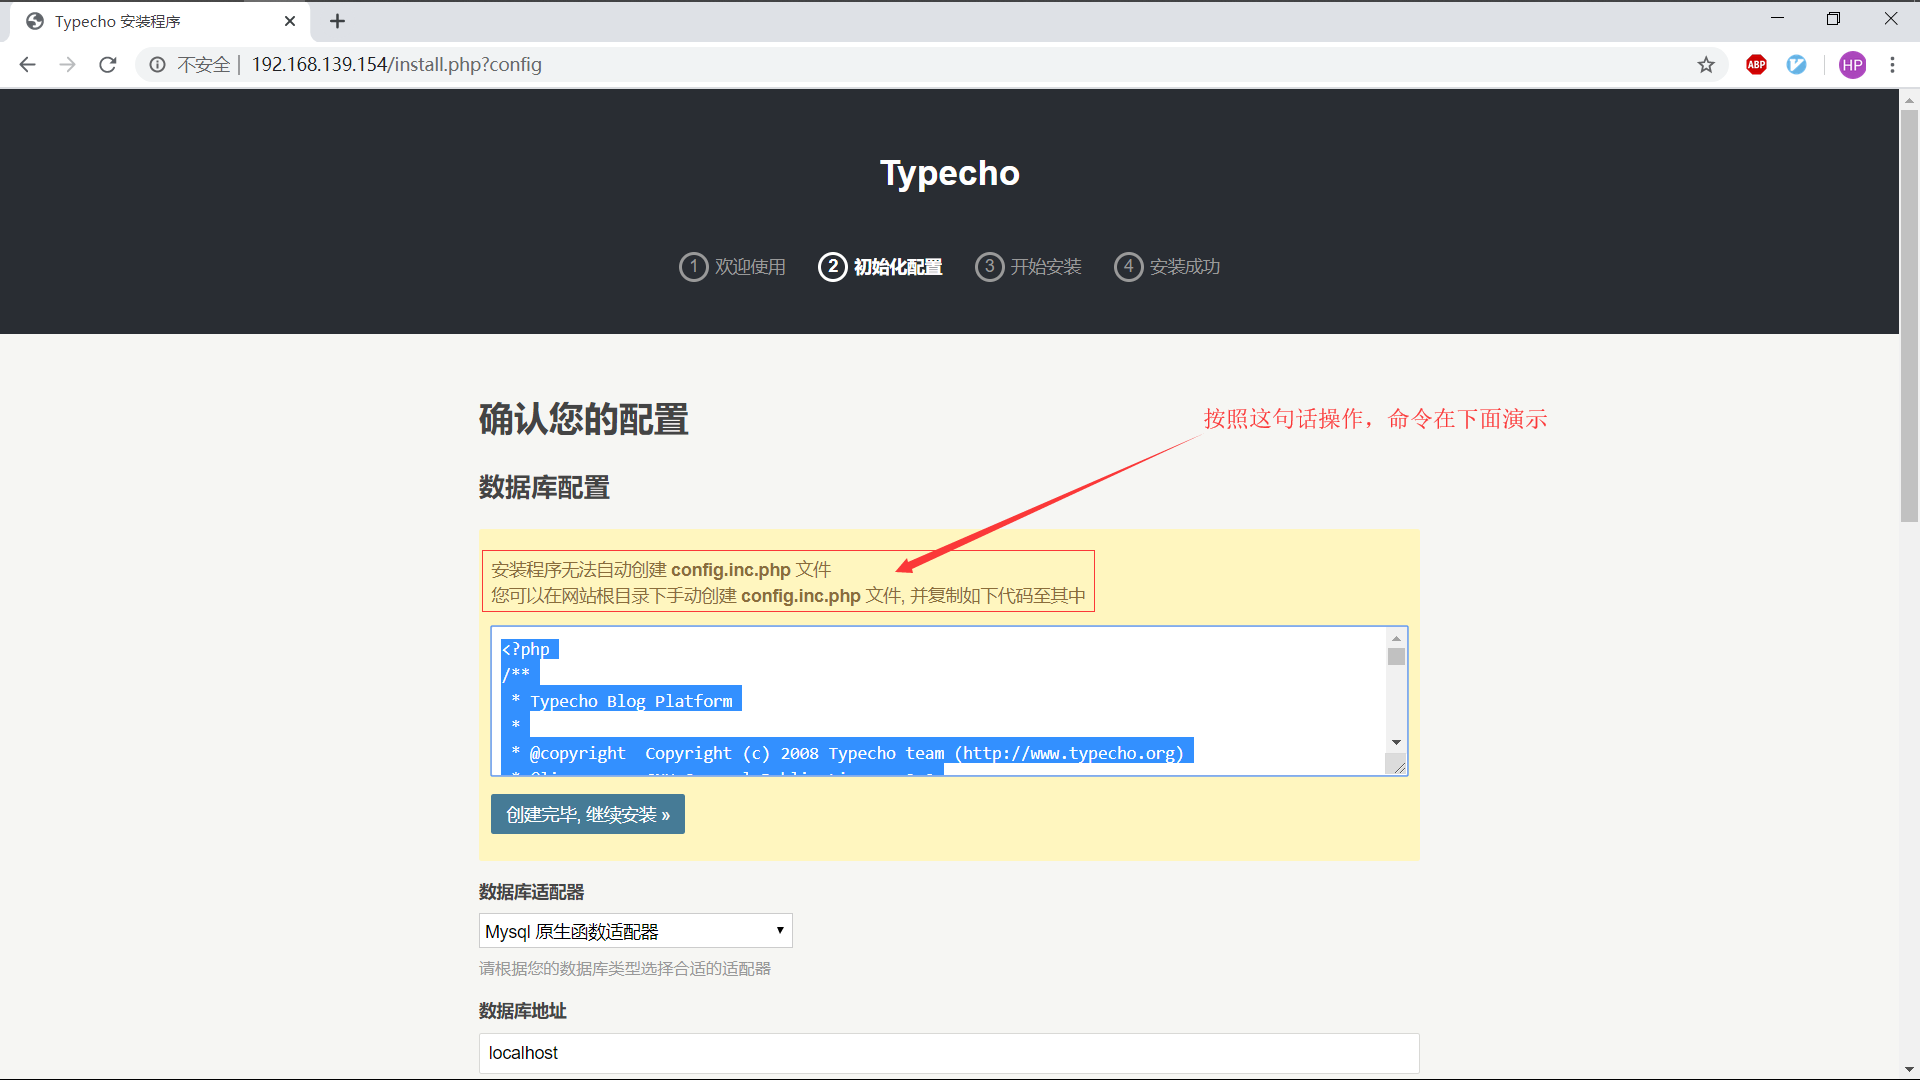 Typecho 安装程序
不安全 | 192.168.139.154/install.php?config
ABP
HP
Typecho
1 欢迎使用 2 初始化配置 3 开始安装 4 安装成功
确认您的配置
按照这句话操作，命令在下面演示
数据库配置
安装程序无法自动创建 config.inc.php 文件
您可以在网站根目录下手动创建 config.inc.php 文件, 并复制如下代码至其中
<?php
/**
 * Typecho Blog Platform
 *
 * @copyright  Copyright (c) 2008 Typecho team (http://www.typecho.org)
创建完毕, 继续安装 »
数据库适配器
Mysql 原生函数适配器
请根据您的数据库类型选择合适的适配器
数据库地址
localhost